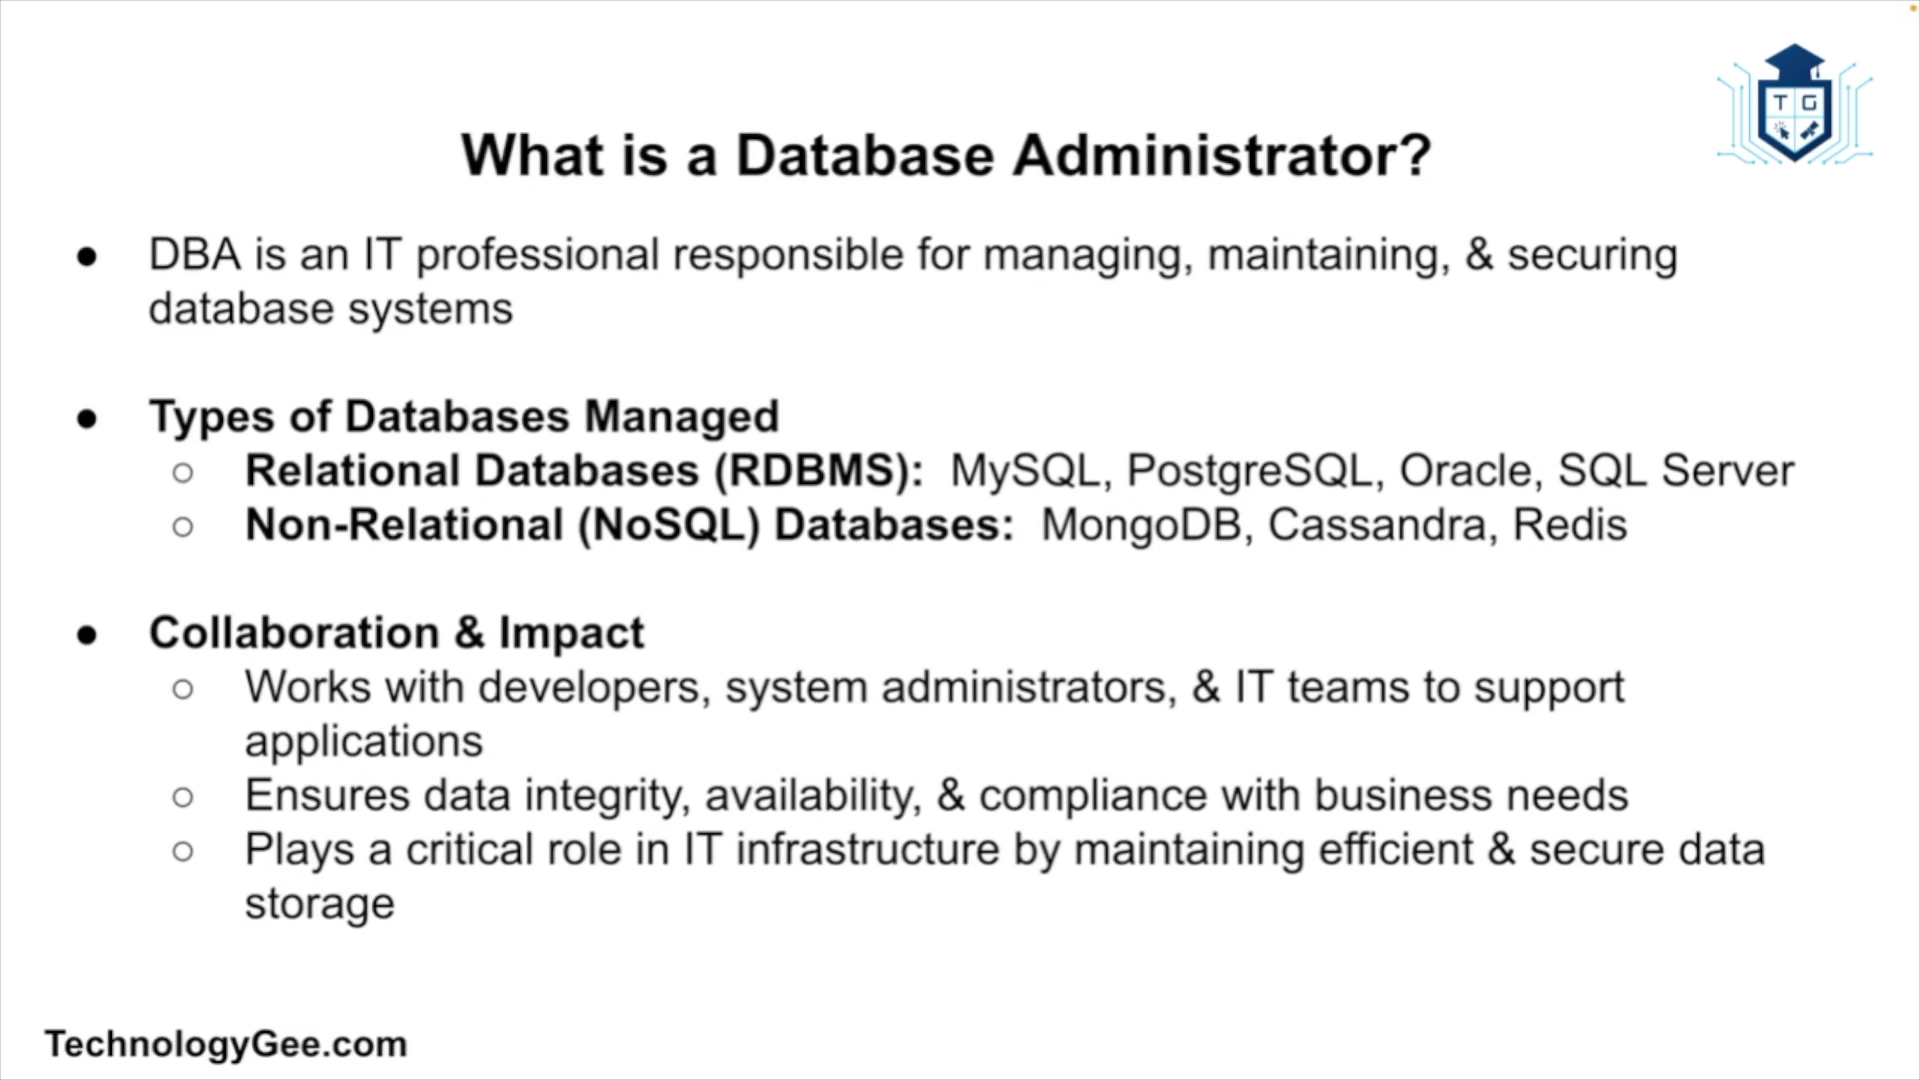 T G
What is a Database Administrator?
● DBA is an IT professional responsible for managing, maintaining, & securing
database systems
● Types of Databases Managed
○ Relational Databases (RDBMS): MySQL, PostgreSQL, Oracle, SQL Server
○ Non-Relational (NoSQL) Databases: MongoDB, Cassandra, Redis
● Collaboration & Impact
○ Works with developers, system administrators, & IT teams to support
applications
○ Ensures data integrity, availability, & compliance with business needs
○ Plays a critical role in IT infrastructure by maintaining efficient & secure data
storage
TechnologyGee.com